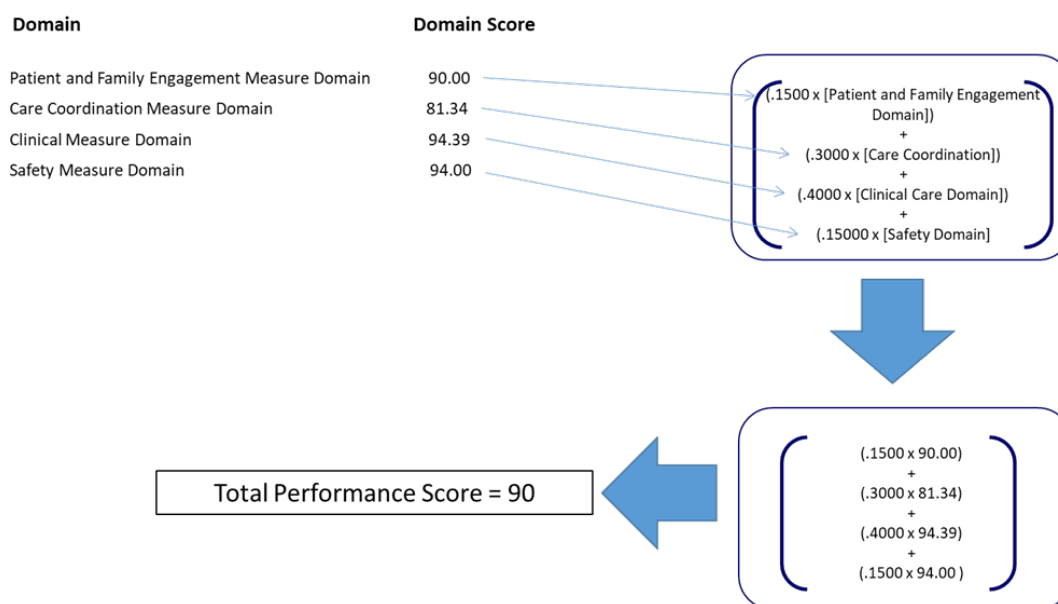 Domain Domain Score
Patient and Family Engagement Measure Domain 90.00
Care Coordination Measure Domain 81.34
Clinical Measure Domain 94.39
Safety Measure Domain 94.00
(.1500 x [Patient and Family Engagement
Domain])
+
(.3000 x [Care Coordination])
+
(.4000 x [Clinical Care Domain])
+
(.15000 x [Safety Domain]
(.1500 x 90.00)
+
(.3000 x 81.34)
+
(.4000 x 94.39)
+
(.1500 x 94.00 )
Total Performance Score = 90